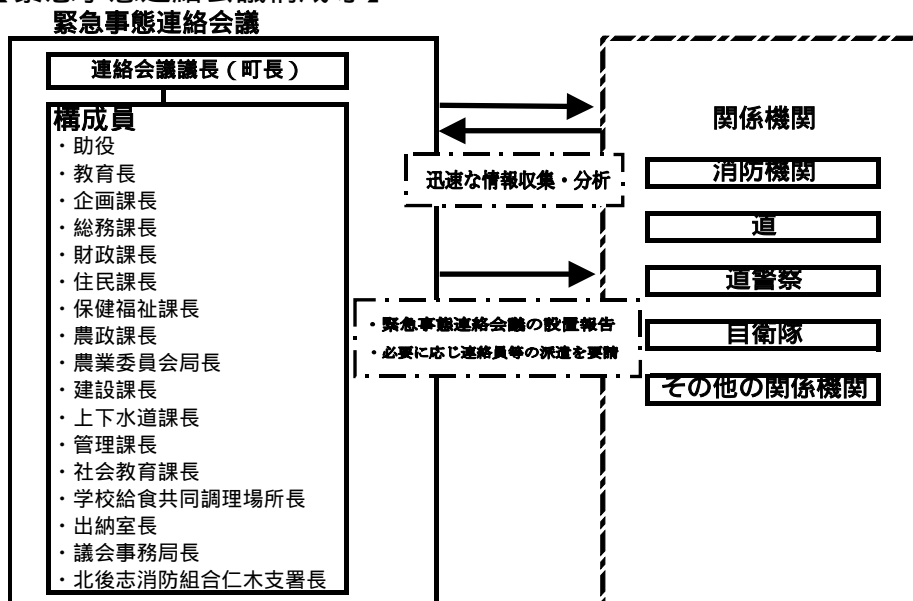 緊急事態連絡会議
連絡会議議長（町長）
構成員
・助役
・教育長
・企画課長
・総務課長
・財政課長
・住民課長
・保健福祉課長
・農政課長
・農業委員会局長
・建設課長
・上下水道課長
・管理課長
・社会教育課長
・学校給食共同調理場所長
・出納室長
・議会事務局長
・北後志消防組合仁木支署長
迅速な情報収集・分析
・緊急事態連絡会議の設置報告
・必要に応じ連絡員等の派遣を要請
関係機関
消防機関
道
道警察
自衛隊
その他の関係機関